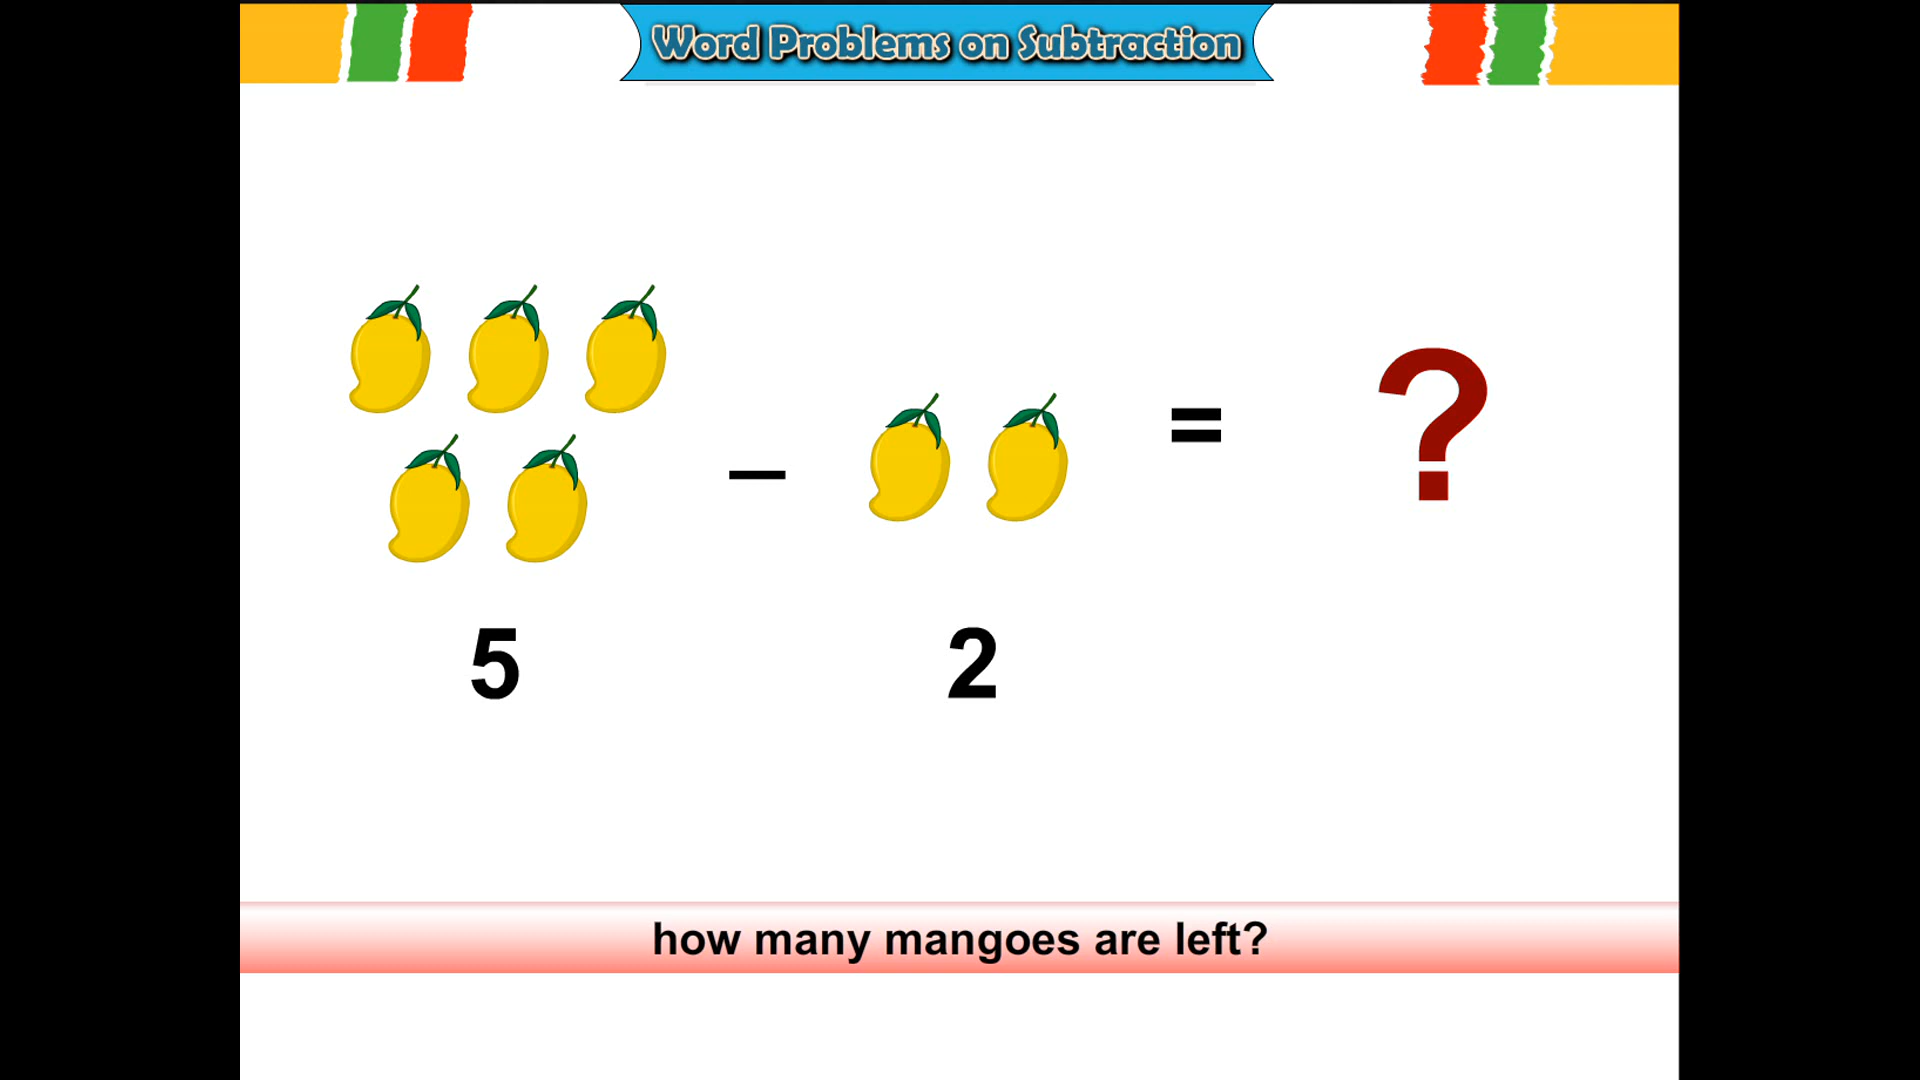 Word Problems on Subtraction
– = ?
5 2
how many mangoes are left?